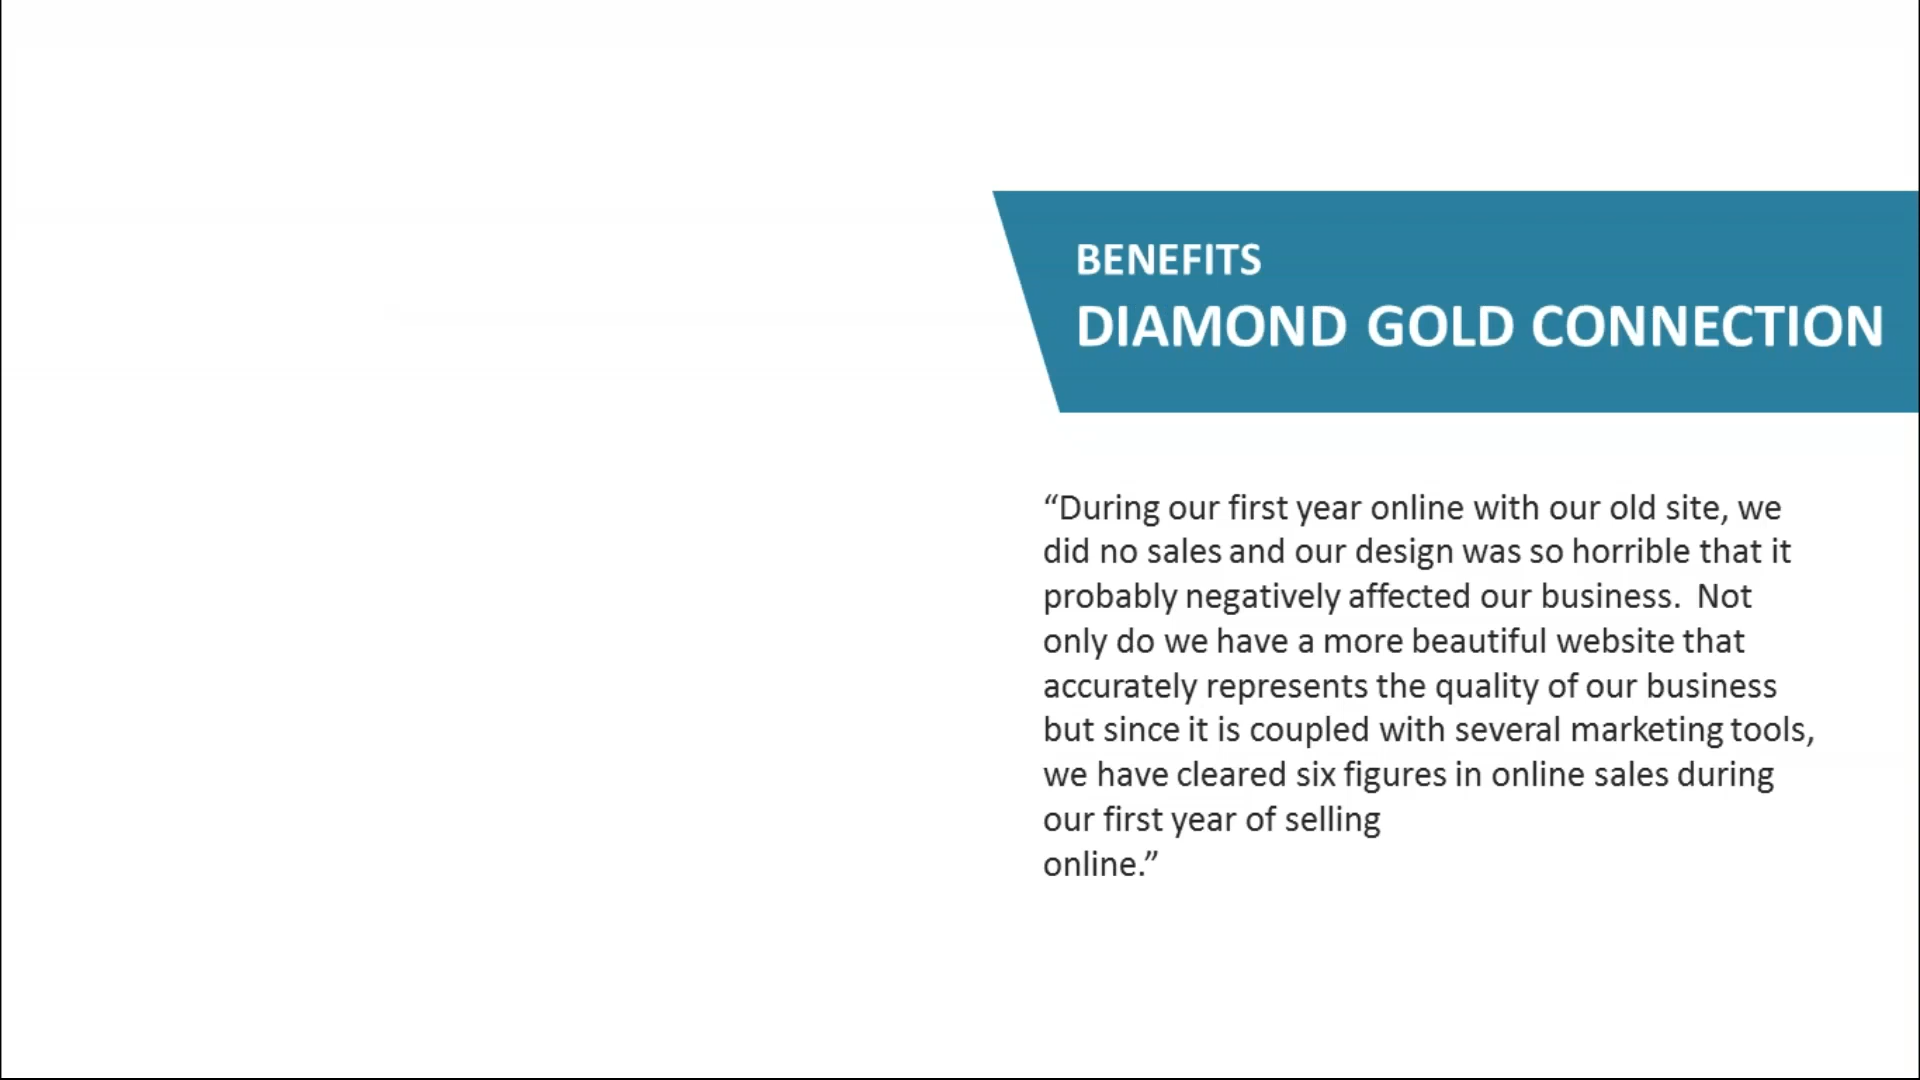 BENEFITS
DIAMOND GOLD CONNECTION
“During our first year online with our old site, we
did no sales and our design was so horrible that it
probably negatively affected our business.  Not
only do we have a more beautiful website that
accurately represents the quality of our business
but since it is coupled with several marketing tools,
we have cleared six figures in online sales during
our first year of selling
online.”